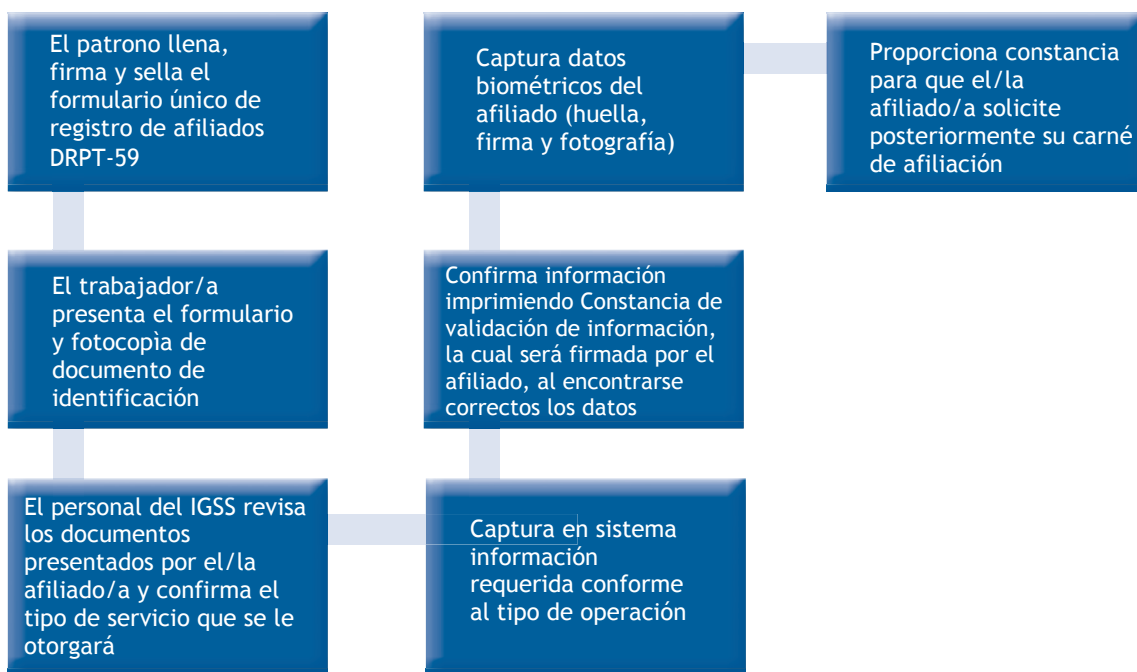 El patrono llena,
firma y sella el
formulario único de
registro de afiliados
DRPT-59
El trabajador/a
presenta el formulario
y fotocopìa de
documento de
identificación
El personal del IGSS revisa
los documentos
presentados por el/la
afiliado/a y confirma el
tipo de servicio que se le
otorgará
Captura en sistema
información
requerida conforme
al tipo de operación
Confirma información
imprimiendo Constancia de
validación de información,
la cual será firmada por el
afiliado, al encontrarse
correctos los datos
Captura datos
biométricos del
afiliado (huella,
firma y fotografía)
Proporciona constancia
para que el/la
afiliado/a solicite
posteriormente su carné
de afiliación